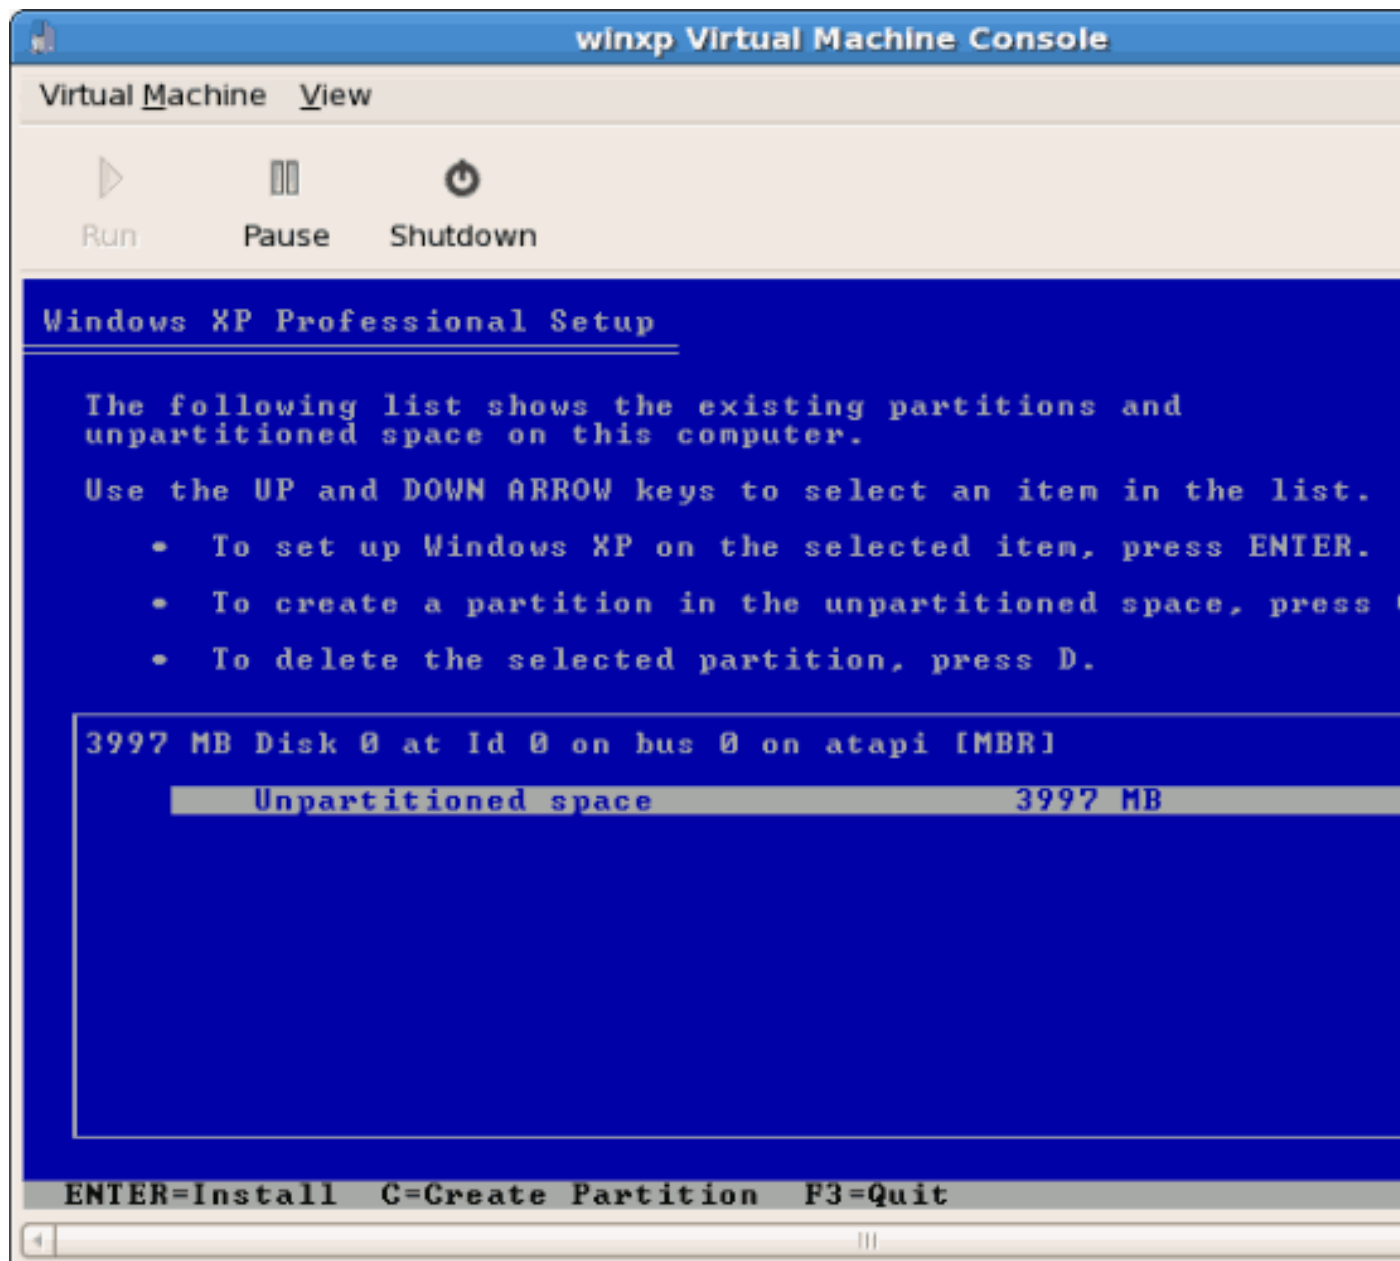 winxp Virtual Machine Console
Virtual Machine View
Run Pause Shutdown
Windows XP Professional Setup
The following list shows the existing partitions and
unpartitioned space on this computer.
Use the UP and DOWN ARROW keys to select an item in the list.
• To set up Windows XP on the selected item, press ENTER.
• To create a partition in the unpartitioned space, press
• To delete the selected partition, press D.
3997 MB Disk 0 at Id 0 on bus 0 on atapi [MBR]
Unpartitioned space 3997 MB
ENTER=Install C=Create Partition F3=Quit